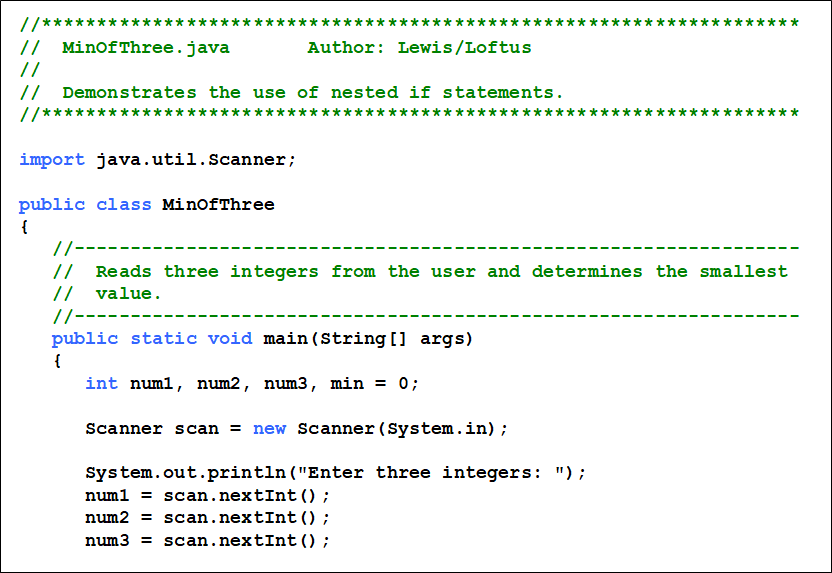 //********************************************************************
//  MinOfThree.java       Author: Lewis/Loftus
//
//  Demonstrates the use of nested if statements.
//********************************************************************
import java.util.Scanner;
public class MinOfThree
{
   //-----------------------------------------------------------------
   //  Reads three integers from the user and determines the smallest
   //  value.
   //-----------------------------------------------------------------
   public static void main(String[] args)
   {
      int num1, num2, num3, min = 0;
      Scanner scan = new Scanner(System.in);
      System.out.println("Enter three integers: ");
      num1 = scan.nextInt();
      num2 = scan.nextInt();
      num3 = scan.nextInt();